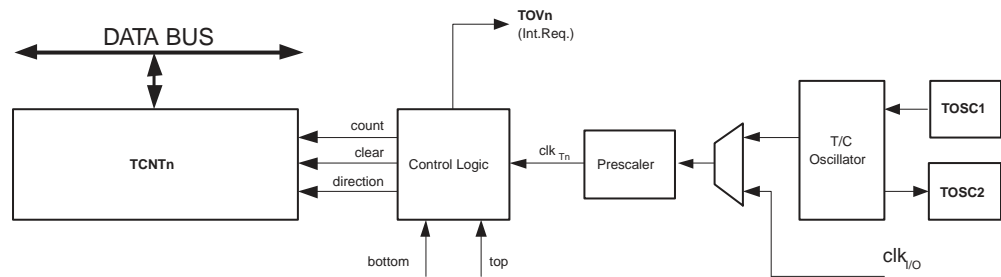 TOVn
(Int.Req.)
DATA BUS
TCNTn
count
clear
direction
Control Logic
clkTn
Prescaler
T/C
Oscillator
TOSC1
TOSC2
bottom
top
clkI/O